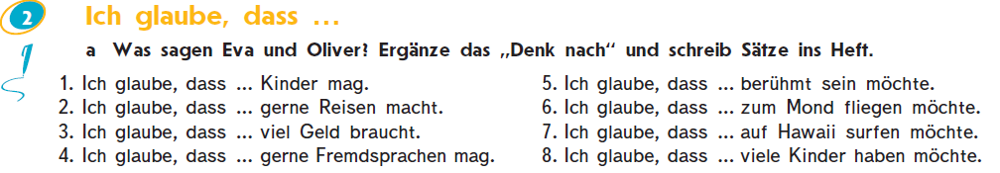 2 Ich glaube, dass ...
a Was sagen Eva und Oliver? Ergänze das „Denk nach“ und schreib Sätze ins Heft.
1. Ich glaube, dass ... Kinder mag.
2. Ich glaube, dass ... gerne Reisen macht.
3. Ich glaube, dass ... viel Geld braucht.
4. Ich glaube, dass ... gerne Fremdsprachen mag.
5. Ich glaube, dass ... berühmt sein möchte.
6. Ich glaube, dass ... zum Mond fliegen möchte.
7. Ich glaube, dass ... auf Hawaii surfen möchte.
8. Ich glaube, dass ... viele Kinder haben möchte.